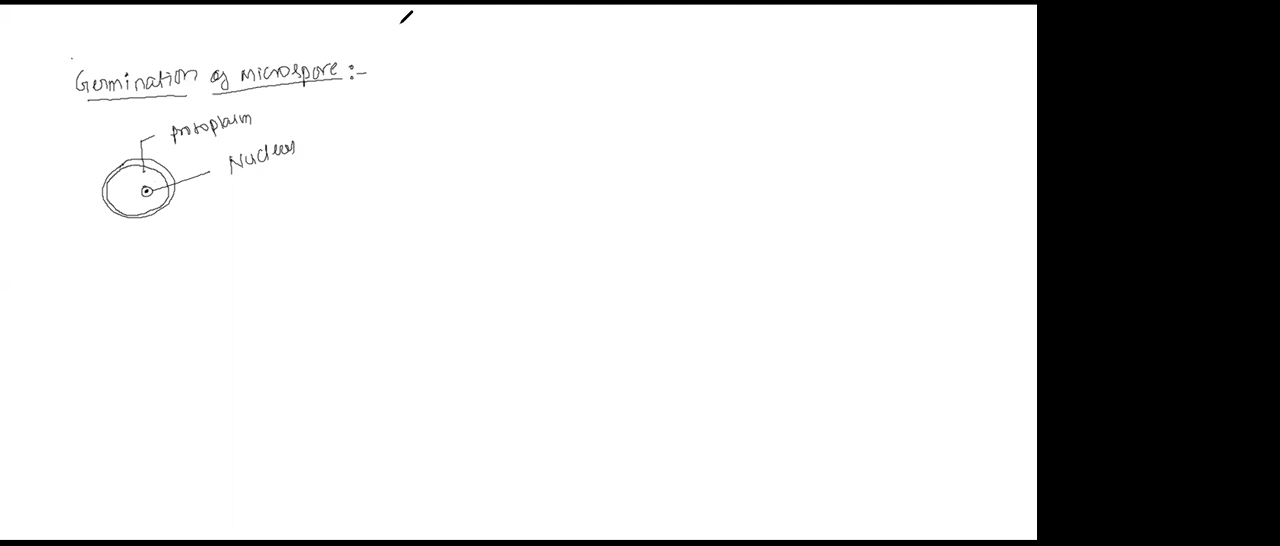 Germination of microspore :-
protoplasm
Nucleus